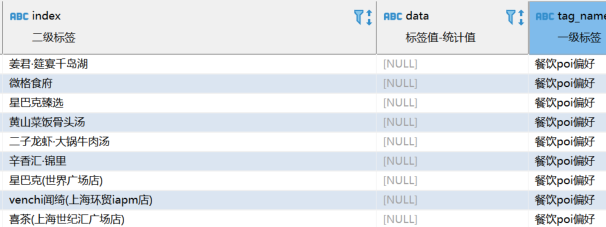 ABC index ABC data ABC tag_name
二级标签 标签值-统计值 一级标签
姜君·筵宴千岛湖 [NULL] 餐饮poi偏好
微格食府 [NULL] 餐饮poi偏好
星巴克臻选 [NULL] 餐饮poi偏好
黄山菜饭骨头汤 [NULL] 餐饮poi偏好
二子龙虾·大锅牛肉汤 [NULL] 餐饮poi偏好
辛香汇·锦里 [NULL] 餐饮poi偏好
星巴克(世界广场店) [NULL] 餐饮poi偏好
venchi闻绮(上海环贸iapm店) [NULL] 餐饮poi偏好
喜茶(上海世纪汇广场店) [NULL] 餐饮poi偏好